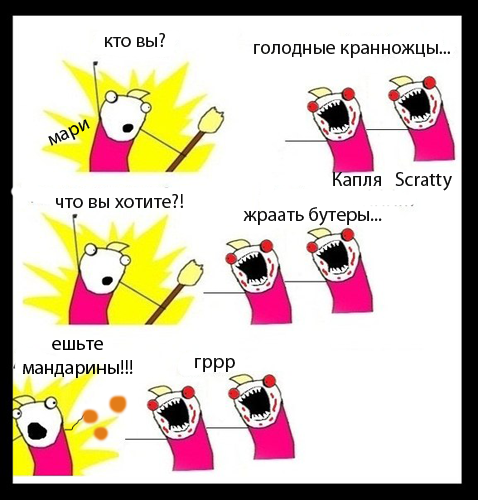 кто вы?
голодные кранножцы...
мари
Капля Scratty
что вы хотите?!
жраать бутеры...
ешьте
мандарины!!!
гррр